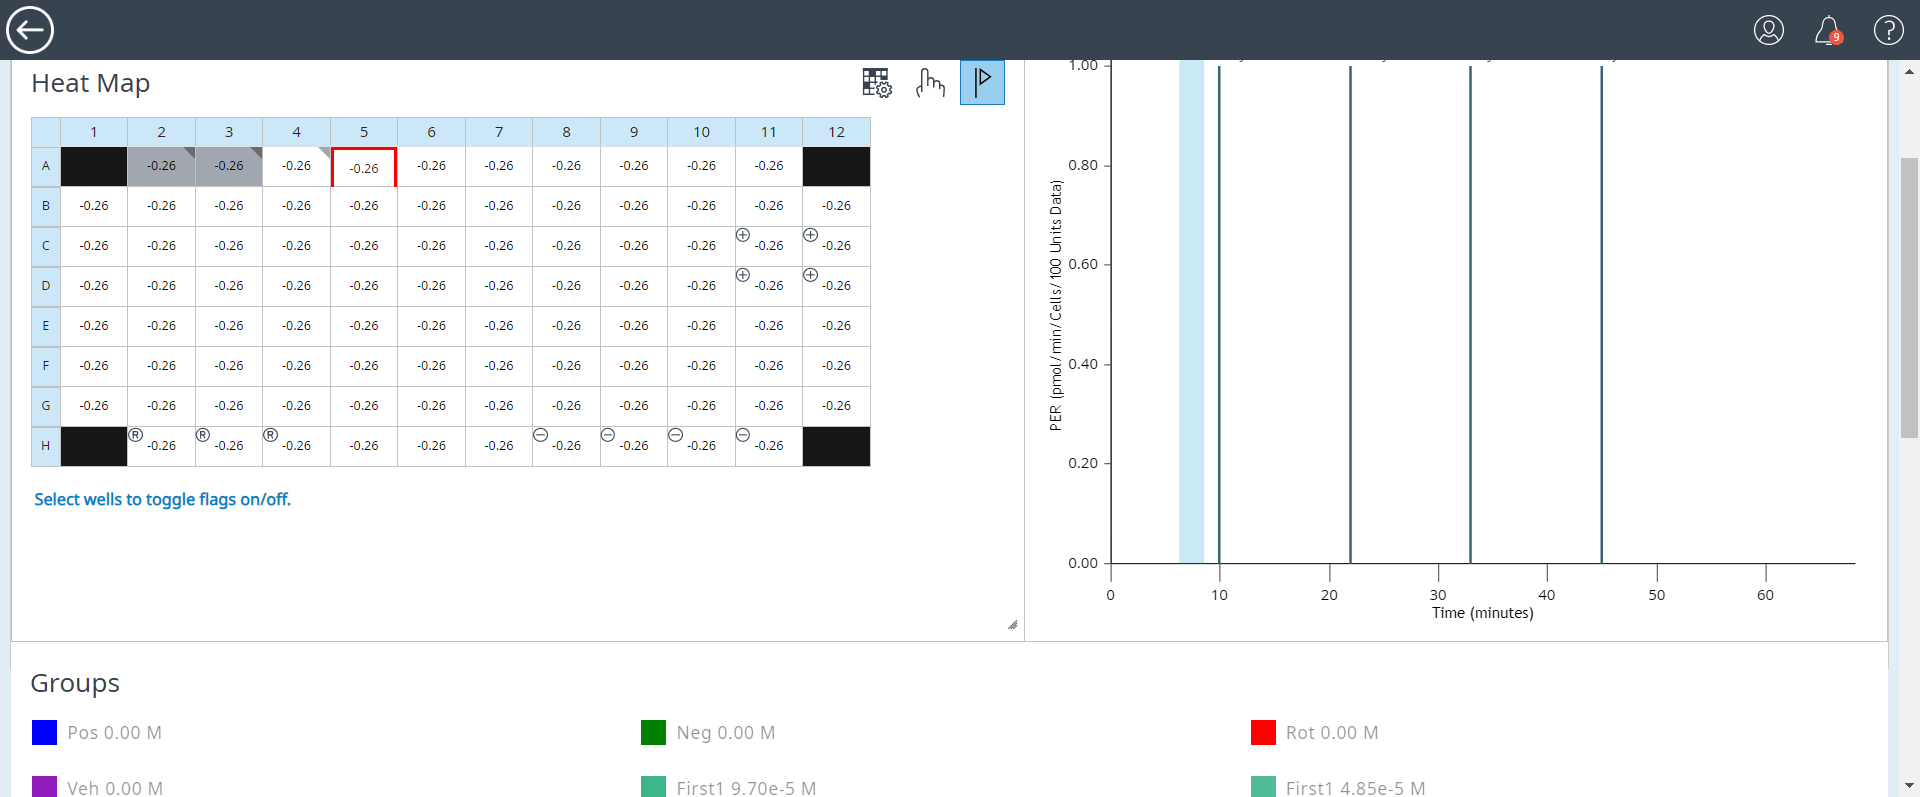 9
?
Heat Map
1 2 3 4 5 6 7 8 9 10 11 12
A -0.26 -0.26 -0.26 -0.26 -0.26 -0.26 -0.26 -0.26 -0.26 -0.26
B -0.26 -0.26 -0.26 -0.26 -0.26 -0.26 -0.26 -0.26 -0.26 -0.26 -0.26 -0.26
C -0.26 -0.26 -0.26 -0.26 -0.26 -0.26 -0.26 -0.26 -0.26 -0.26 -0.26 -0.26
D -0.26 -0.26 -0.26 -0.26 -0.26 -0.26 -0.26 -0.26 -0.26 -0.26 -0.26 -0.26
E -0.26 -0.26 -0.26 -0.26 -0.26 -0.26 -0.26 -0.26 -0.26 -0.26 -0.26 -0.26
F -0.26 -0.26 -0.26 -0.26 -0.26 -0.26 -0.26 -0.26 -0.26 -0.26 -0.26 -0.26
G -0.26 -0.26 -0.26 -0.26 -0.26 -0.26 -0.26 -0.26 -0.26 -0.26 -0.26 -0.26
H Ⓡ -0.26 Ⓡ -0.26 Ⓡ -0.26 -0.26 -0.26 -0.26 -0.26 -0.26 -0.26 -0.26
Select wells to toggle flags on/off.
1.00
0.80
0.60
0.40
0.20
0.00
PER (pmol/min/Cells/100 Units Data)
0 10 20 30 40 50 60
Time (minutes)
Groups
Pos 0.00 M
Neg 0.00 M
Rot 0.00 M
Veh 0.00 M
First1 9.70e-5 M
First1 4.85e-5 M